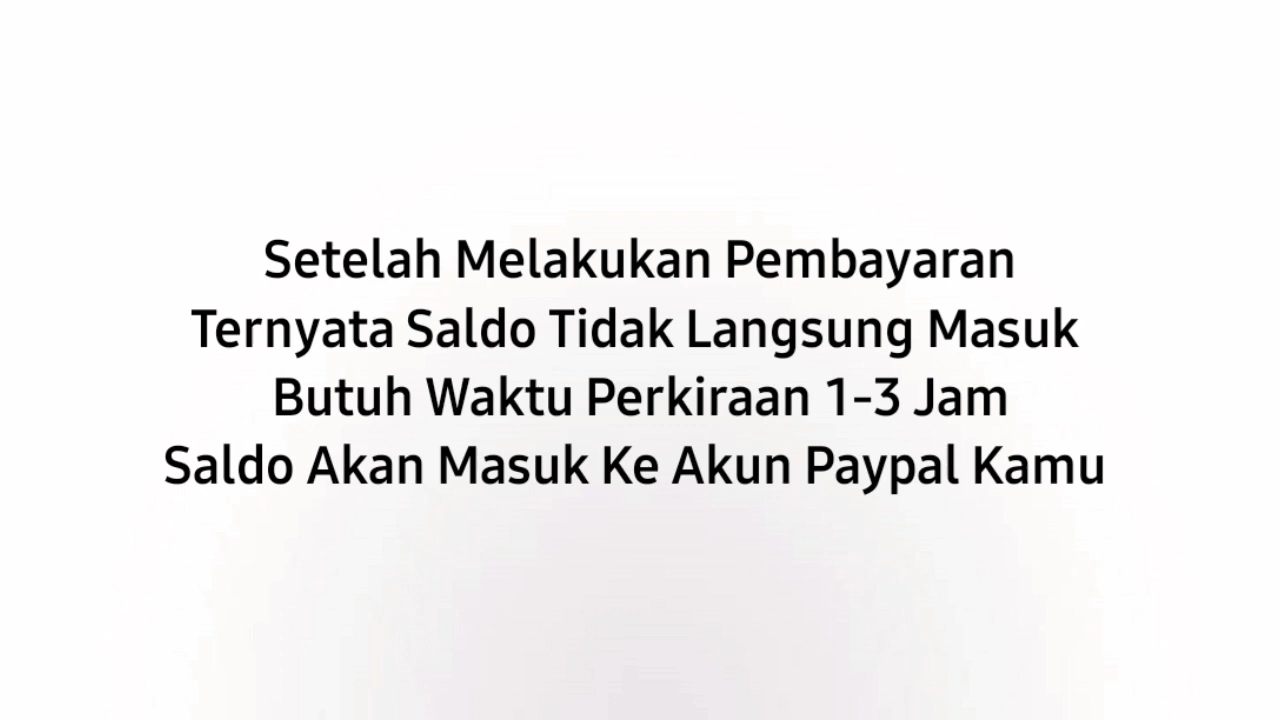 Setelah Melakukan Pembayaran
Ternyata Saldo Tidak Langsung Masuk
Butuh Waktu Perkiraan 1-3 Jam
Saldo Akan Masuk Ke Akun Paypal Kamu